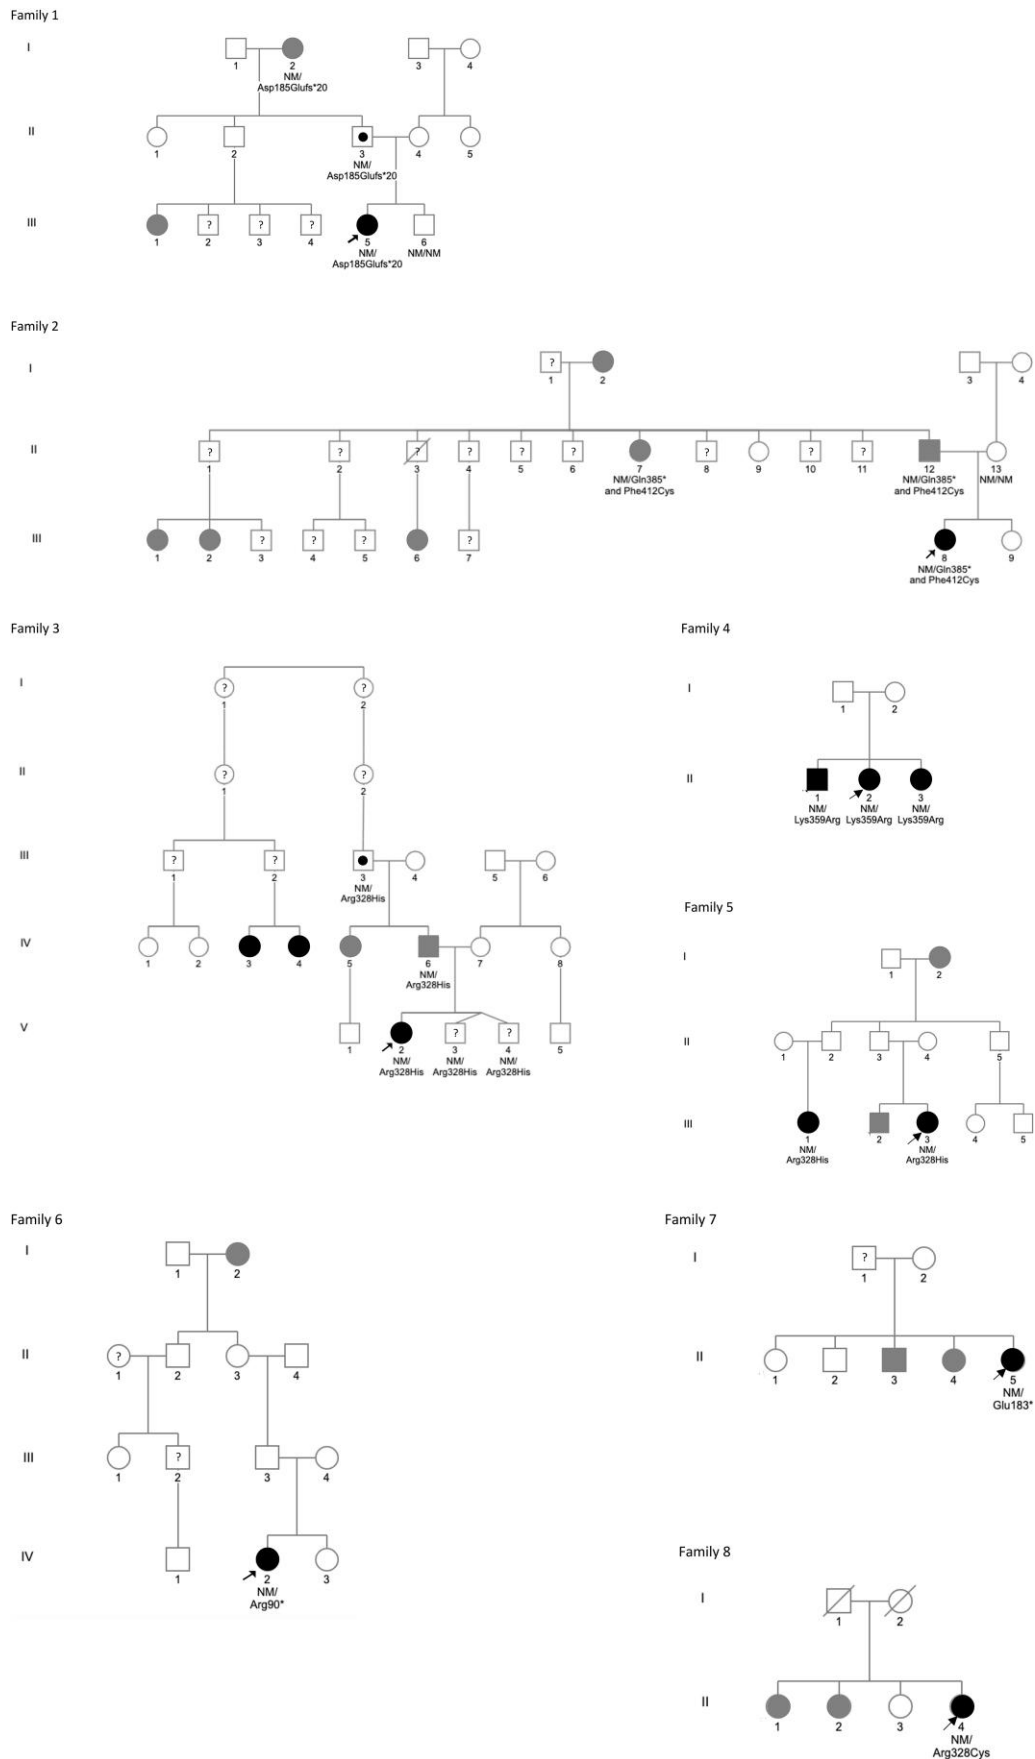 Family 1
I
1
2
3
4
NM/
Asp185Glufs*20
II
1
2
3
4
5
NM/
Asp185Glufs*20
III
?
?
?
1
2
3
4
5
6
NM/
Asp185Glufs*20
NM/NM
Family 2
I
?
1
2
3
4
II
?
?
?
?
?
?
?
?
?
1
2
3
4
5
6
7
8
9
10
11
12
13
NM/Gln385*
and Phe412Cys
NM/Gln385*
and Phe412Cys
NM/NM
III
?
?
?
?
1
2
3
4
5
6
7
8
9
NM/Gln385*
and Phe412Cys
Family 3
I
?
?
1
2
II
?
?
1
2
III
?
?
1
2
3
4
5
6
NM/
Arg328His
IV
1
2
3
4
5
6
7
8
NM/
Arg328His
V
?
?
1
2
3
4
5
NM/
Arg328His
NM/
Arg328His
NM/
Arg328His
Family 4
I
1
2
II
1
2
3
NM/
Lys359Arg
NM/
Lys359Arg
NM/
Lys359Arg
Family 5
I
1
2
II
1
2
3
4
5
III
1
2
3
4
5
NM/
Arg328His
NM/
Arg328His
Family 6
I
1
2
II
?
1
2
3
4
III
?
1
2
3
4
IV
1
2
3
NM/
Arg90*
Family 7
I
?
1
2
II
1
2
3
4
5
NM/
Glu183*
Family 8
I
1
2
II
1
2
3
4
NM/
Arg328Cys